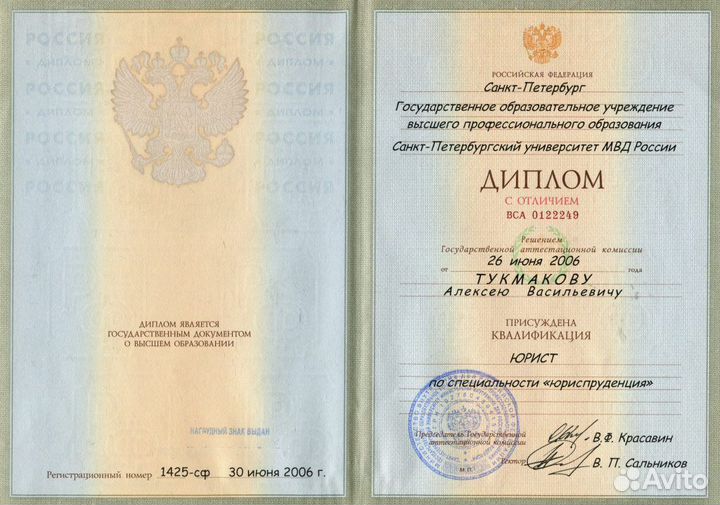 РОССИЯ РОССИЯ
« ДИПЛОМ » « ДИПЛОМ »
РОССИЯ
РОССИЯ
РОССИЯ
ДИПЛОМ ЯВЛЯЕТСЯ
ГОСУДАРСТВЕННЫМ ДОКУМЕНТОМ
О ВЫСШЕМ ОБРАЗОВАНИИ
НАГРУДНЫЙ ЗНАК ВЫДАН
Регистрационный номер 1425-сф 30 июня 2006 г.
РОССИЙСКАЯ ФЕДЕРАЦИЯ
Санкт-Петербург
Государственное образовательное учреждение
высшего профессионального образования
Санкт-Петербургский университет МВД России
ДИПЛОМ
С ОТЛИЧИЕМ
ВСА 0122249
Решением
Государственной аттестационной комиссии
от 26 июня 2006 года
ТУКМАКОВУ
Алексею Васильевичу
ПРИСУЖДЕНА
КВАЛИФИКАЦИЯ
ЮРИСТ
по специальности «юриспруденция»
Председатель Государственной
аттестационной комиссии В.Ф. Красавин
Ректор В. П. Сальников
М.П.
Avito